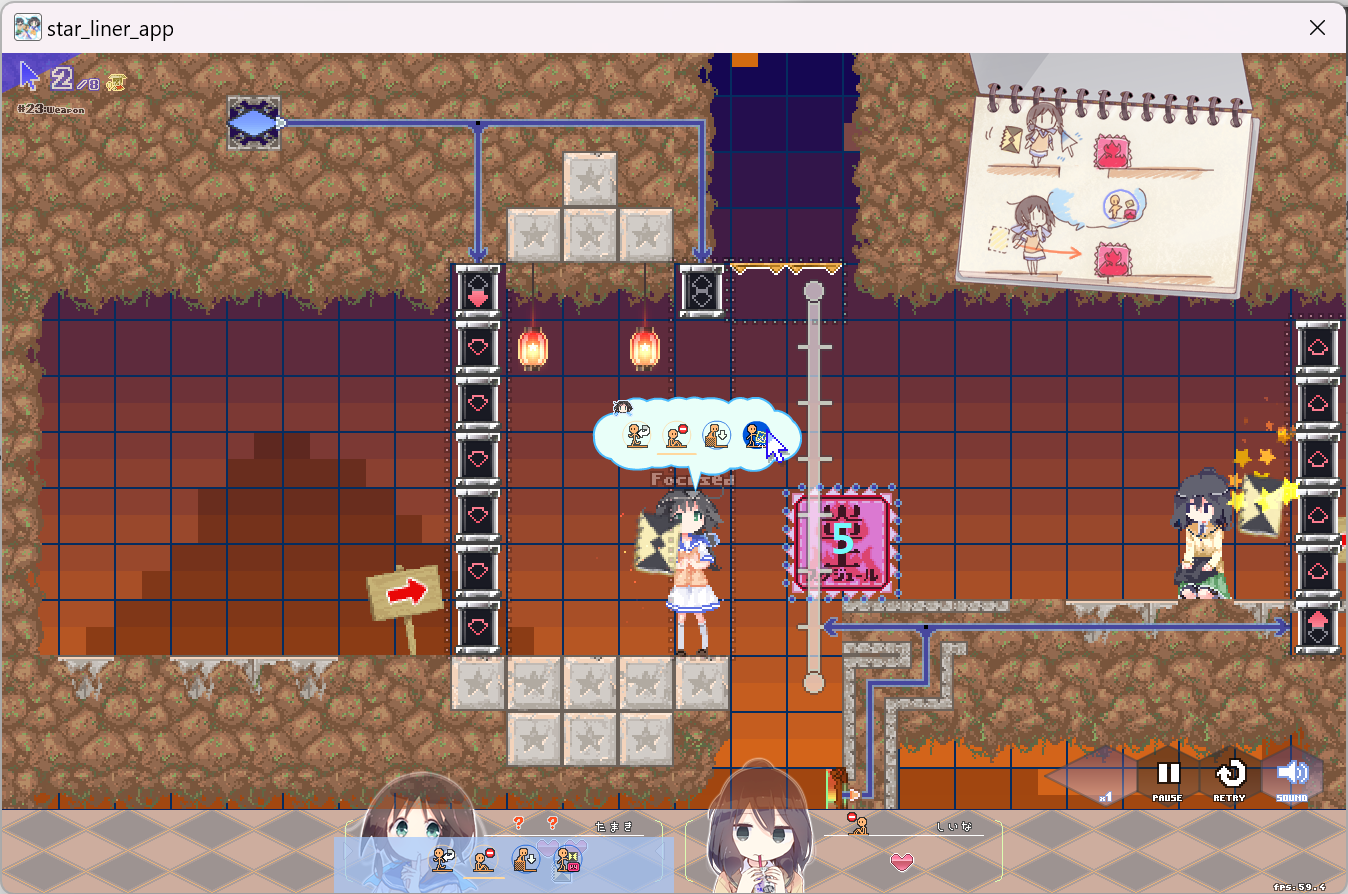 star_liner_app
2/8
#23:Weapon
Focused
5
スケジュール
x1
PAUSE
RETRY
SOUND
? ?
たまき
しいな
fps:59.4